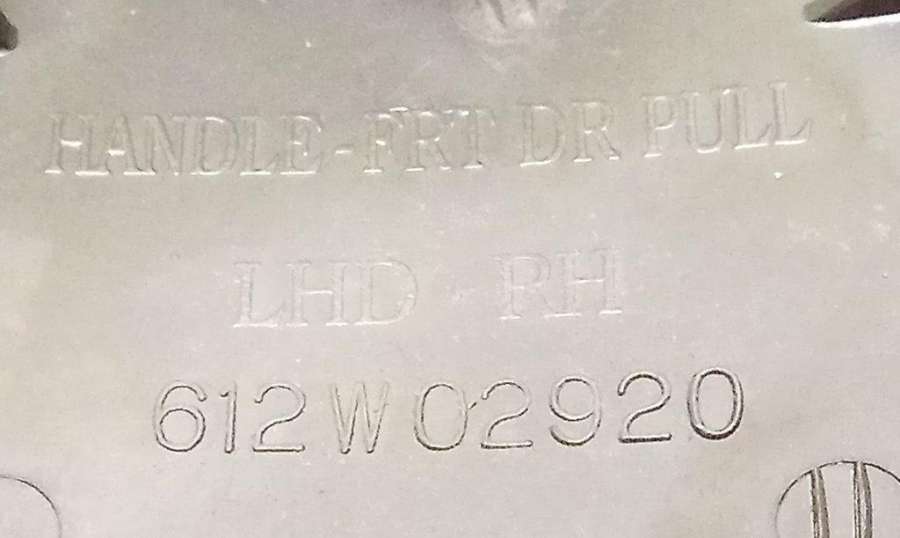 HANDLE-FRT DR PULL
LHD - RH
612W02920